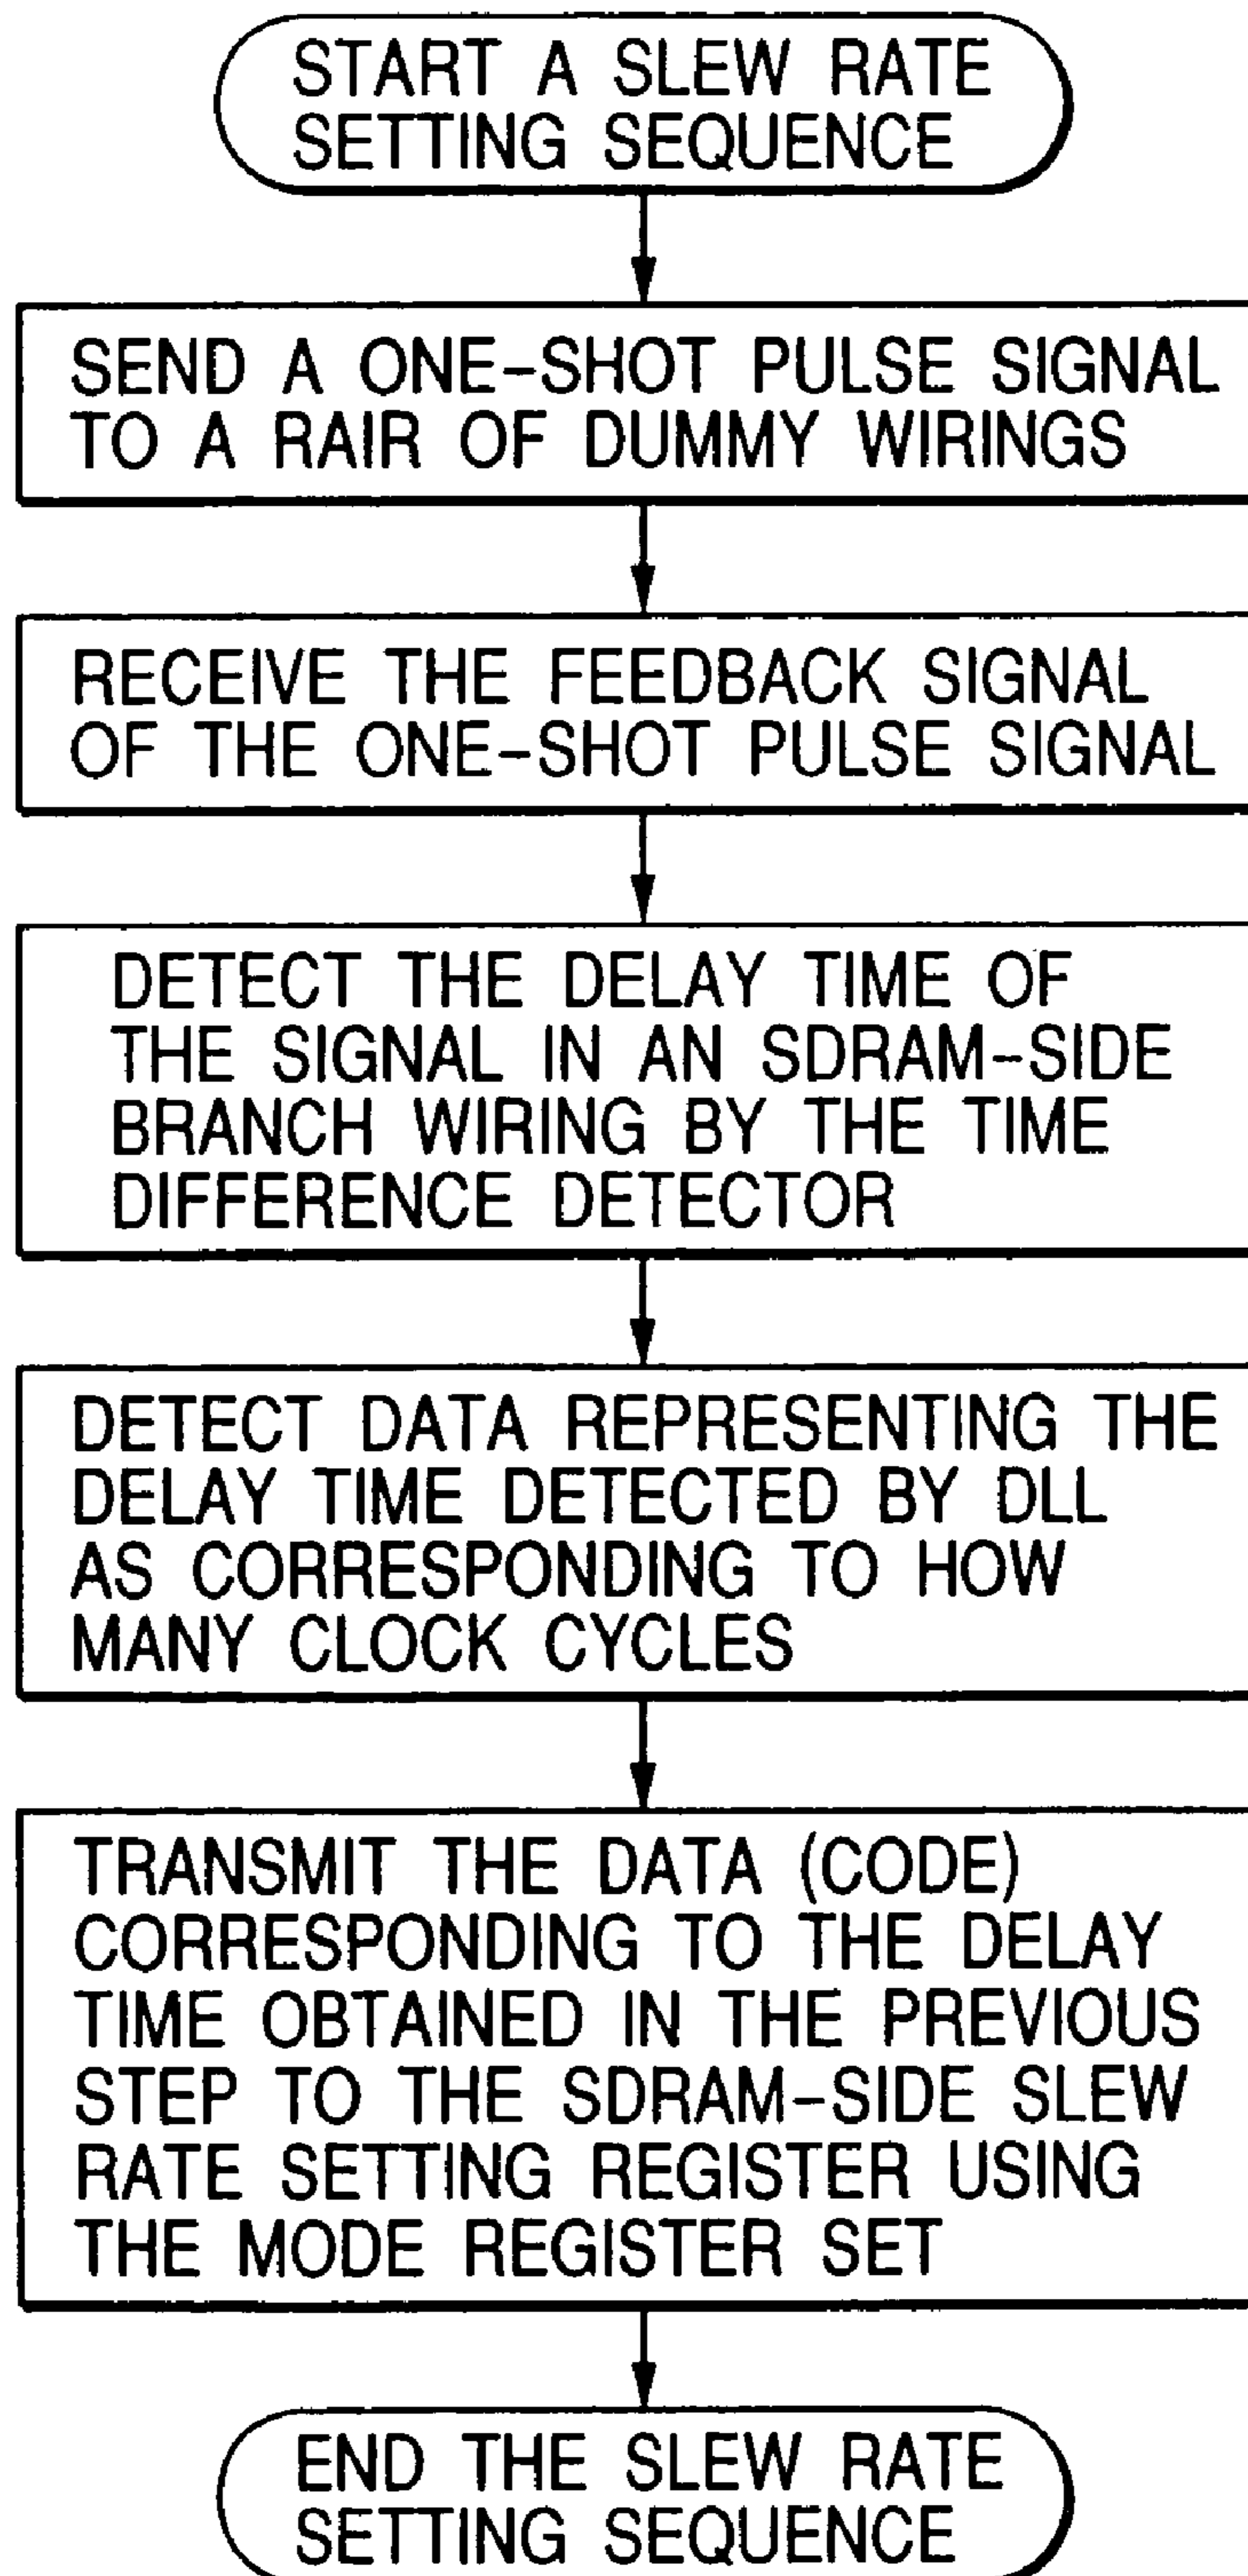 START A SLEW RATE
SETTING SEQUENCE
SEND A ONE-SHOT PULSE SIGNAL
TO A RAIR OF DUMMY WIRINGS
RECEIVE THE FEEDBACK SIGNAL
OF THE ONE-SHOT PULSE SIGNAL
DETECT THE DELAY TIME OF
THE SIGNAL IN AN SDRAM-SIDE
BRANCH WIRING BY THE TIME
DIFFERENCE DETECTOR
DETECT DATA REPRESENTING THE
DELAY TIME DETECTED BY DLL
AS CORRESPONDING TO HOW
MANY CLOCK CYCLES
TRANSMIT THE DATA (CODE)
CORRESPONDING TO THE DELAY
TIME OBTAINED IN THE PREVIOUS
STEP TO THE SDRAM-SIDE SLEW
RATE SETTING REGISTER USING
THE MODE REGISTER SET
END THE SLEW RATE
SETTING SEQUENCE